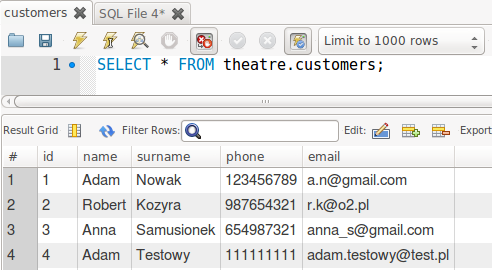 customers SQL File 4*
Limit to 1000 rows
1 SELECT * FROM theatre.customers;
Result Grid Filter Rows: Edit: Export
# id name surname phone email
1 1 Adam Nowak 123456789 a.n@gmail.com
2 2 Robert Kozyra 987654321 r.k@o2.pl
3 3 Anna Samusionek 654987321 anna_s@gmail.com
4 4 Adam Testowy 111111111 adam.testowy@test.pl